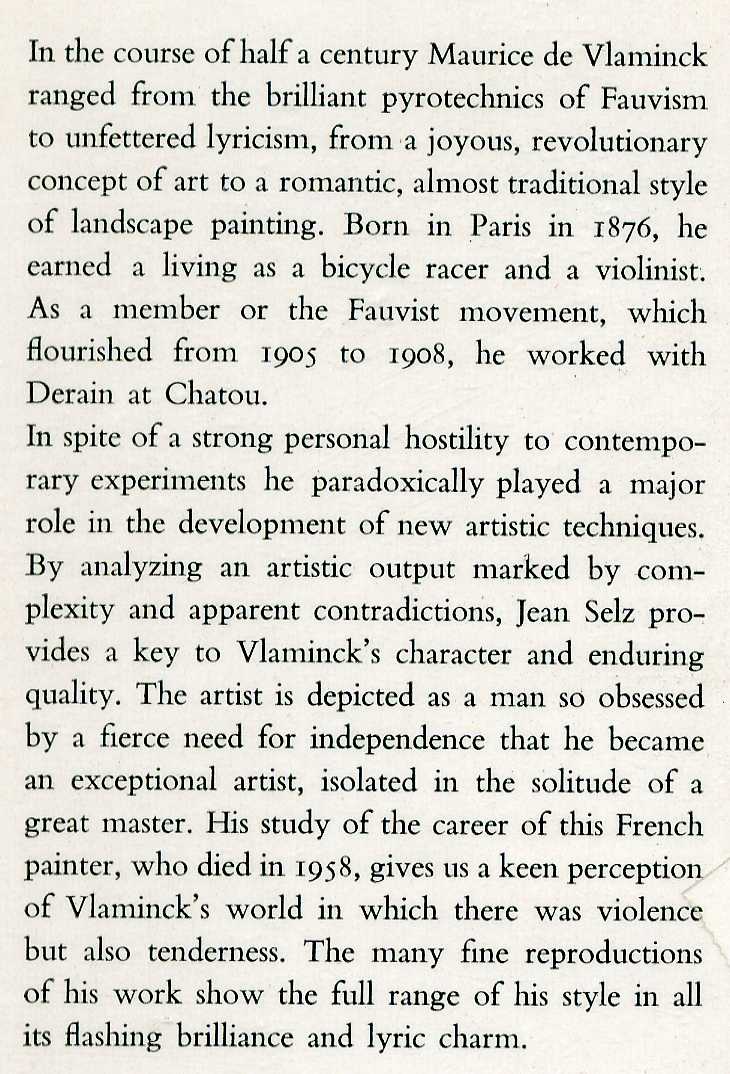 In the course of half a century Maurice de Vlaminck
ranged from the brilliant pyrotechnics of Fauvism
to unfettered lyricism, from a joyous, revolutionary
concept of art to a romantic, almost traditional style
of landscape painting. Born in Paris in 1876, he
earned a living as a bicycle racer and a violinist.
As a member or the Fauvist movement, which
flourished from 1905 to 1908, he worked with
Derain at Chatou.
In spite of a strong personal hostility to contempo-
rary experiments he paradoxically played a major
role in the development of new artistic techniques.
By analyzing an artistic output marked by com-
plexity and apparent contradictions, Jean Selz pro-
vides a key to Vlaminck's character and enduring
quality. The artist is depicted as a man so obsessed
by a fierce need for independence that he became
an exceptional artist, isolated in the solitude of a
great master. His study of the career of this French
painter, who died in 1958, gives us a keen perception
of Vlaminck's world in which there was violence
but also tenderness. The many fine reproductions
of his work show the full range of his style in all
its flashing brilliance and lyric charm.